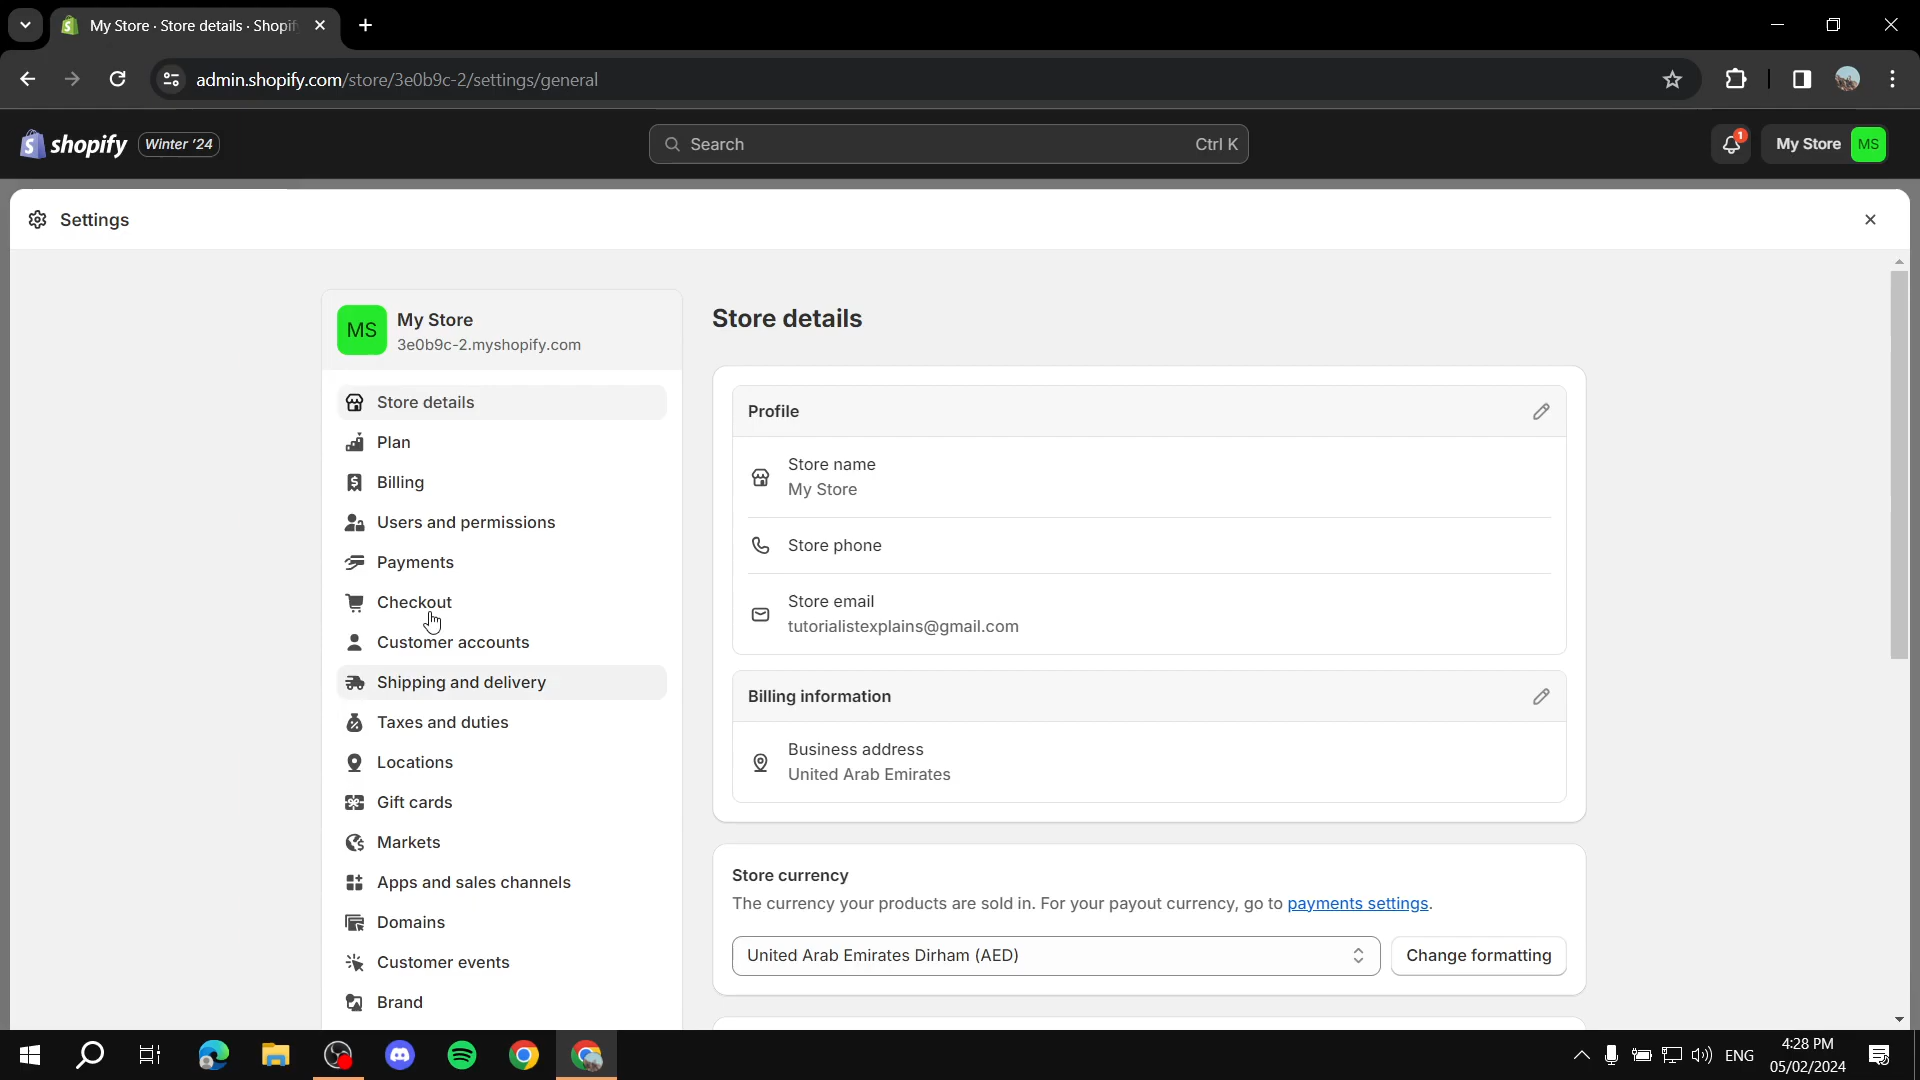 My Store · Store details · Shopif
admin.shopify.com/store/3e0b9c-2/settings/general
shopify
Winter '24
Search
Ctrl K
1
My Store
MS
Settings
MS
My Store
3e0b9c-2.myshopify.com
Store details
Plan
Billing
Users and permissions
Payments
Checkout
Customer accounts
Shipping and delivery
Taxes and duties
Locations
Gift cards
Markets
Apps and sales channels
Domains
Customer events
Brand
Store details
Profile
Store name
My Store
Store phone
Store email
tutorialistexplains@gmail.com
Billing information
Business address
United Arab Emirates
Store currency
The currency your products are sold in. For your payout currency, go to payments settings.
United Arab Emirates Dirham (AED)
Change formatting
ENG
4:28 PM
05/02/2024